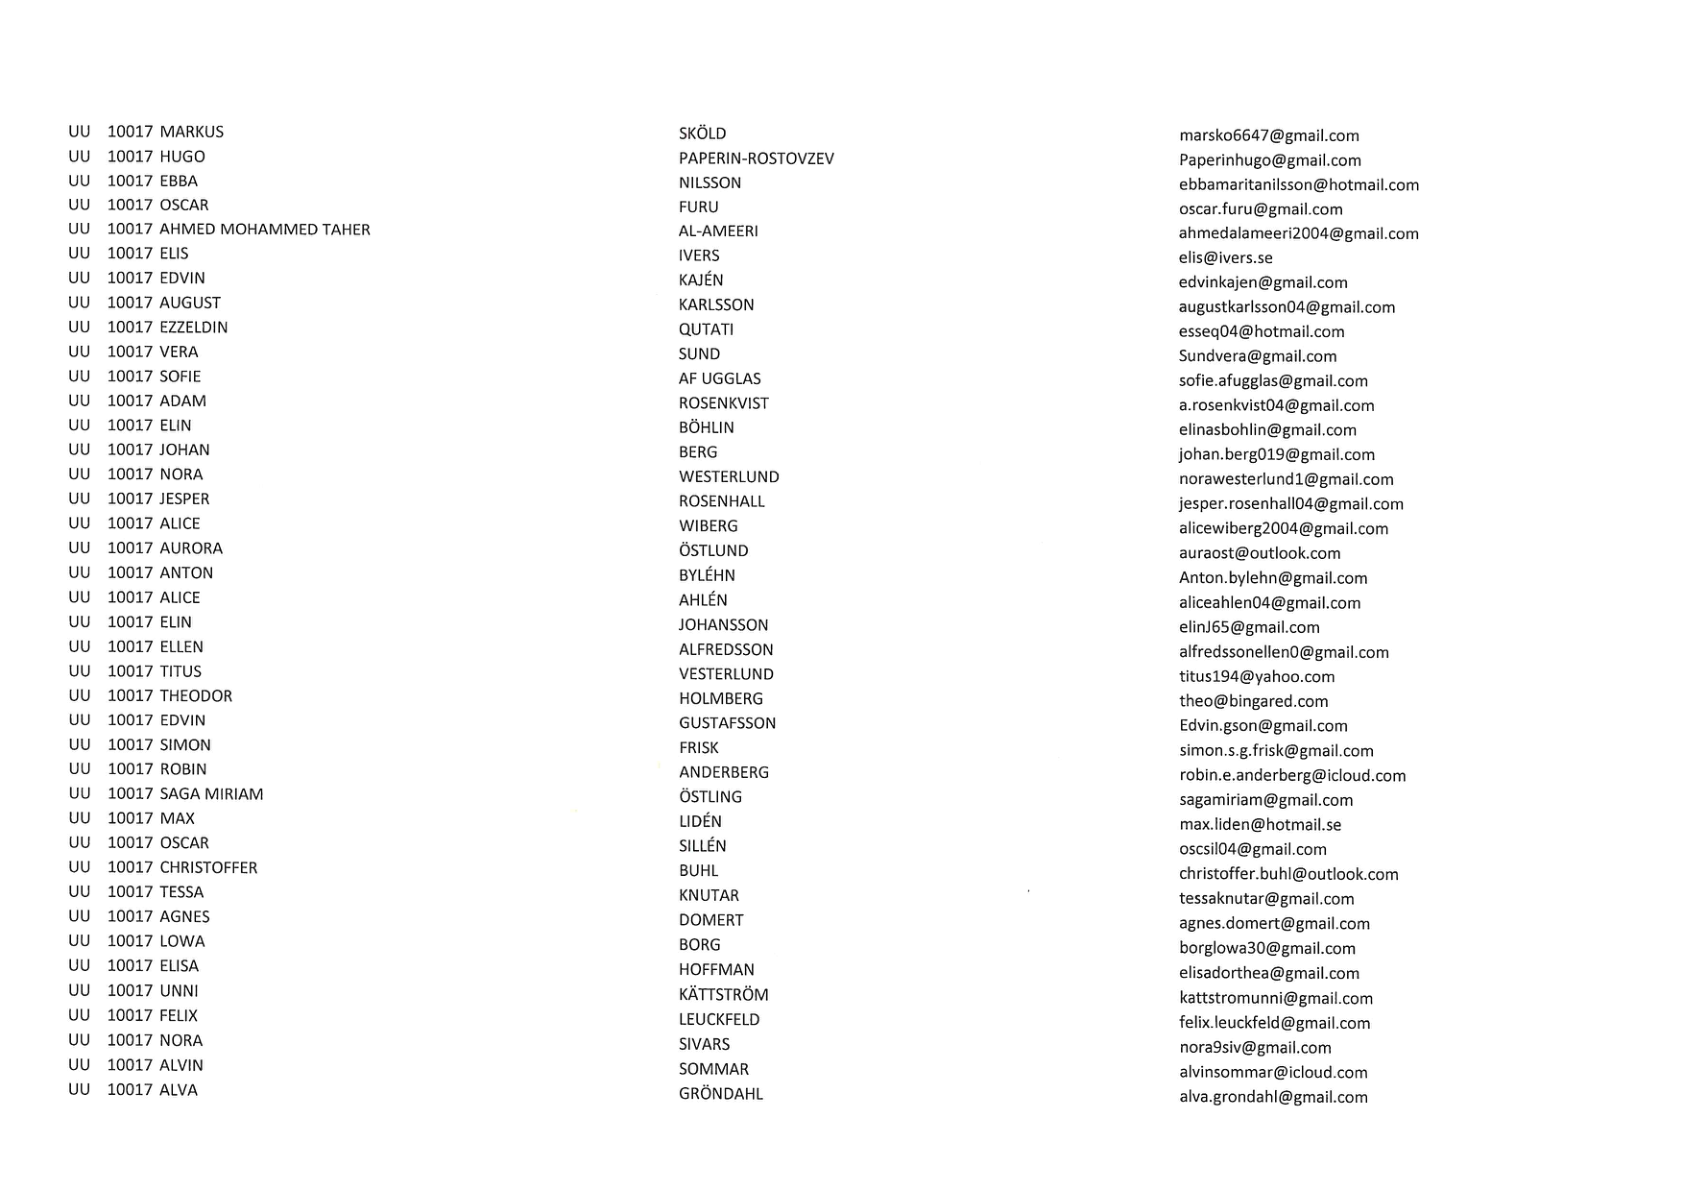 UU 10017 MARKUS SKÖLD marsko6647@gmail.com
UU 10017 HUGO PAPERIN-ROSTOVZEV Paperinhugo@gmail.com
UU 10017 EBBA NILSSON ebbamaritanilsson@hotmail.com
UU 10017 OSCAR FURU oscar.furu@gmail.com
UU 10017 AHMED MOHAMMED TAHER AL-AMEERI ahmedalameeri2004@gmail.com
UU 10017 ELIS IVERS elis@ivers.se
UU 10017 EDVIN KAJÉN edvinkajen@gmail.com
UU 10017 AUGUST KARLSSON augustkarlsson04@gmail.com
UU 10017 EZZELDIN QUTATI esseq04@hotmail.com
UU 10017 VERA SUND Sundvera@gmail.com
UU 10017 SOFIE AF UGGLAS sofie.afugglas@gmail.com
UU 10017 ADAM ROSENKVIST a.rosenkvist04@gmail.com
UU 10017 ELIN BÖHLIN elinasbohlin@gmail.com
UU 10017 JOHAN BERG johan.berg019@gmail.com
UU 10017 NORA WESTERLUND norawesterlund1@gmail.com
UU 10017 JESPER ROSENHALL jesper.rosenhall04@gmail.com
UU 10017 ALICE WIBERG alicewiberg2004@gmail.com
UU 10017 AURORA ÖSTLUND auraost@outlook.com
UU 10017 ANTON BYLÉHN Anton.bylehn@gmail.com
UU 10017 ALICE AHLÉN aliceahlen04@gmail.com
UU 10017 ELIN JOHANSSON elinJ65@gmail.com
UU 10017 ELLEN ALFREDSSON alfredssonellen0@gmail.com
UU 10017 TITUS VESTERLUND titus194@yahoo.com
UU 10017 THEODOR HOLMBERG theo@bingared.com
UU 10017 EDVIN GUSTAFSSON Edvin.gson@gmail.com
UU 10017 SIMON FRISK simon.s.g.frisk@gmail.com
UU 10017 ROBIN ANDERBERG robin.e.anderberg@icloud.com
UU 10017 SAGA MIRIAM ÖSTLING sagamiriam@gmail.com
UU 10017 MAX LIDÉN max.liden@hotmail.se
UU 10017 OSCAR SILLÉN oscsil04@gmail.com
UU 10017 CHRISTOFFER BUHL christoffer.buhl@outlook.com
UU 10017 TESSA KNUTAR tessaknutar@gmail.com
UU 10017 AGNES DOMERT agnes.domert@gmail.com
UU 10017 LOWA BORG borglowa30@gmail.com
UU 10017 ELISA HOFFMAN elisadorthea@gmail.com
UU 10017 UNNI KÄTTSTRÖM kattstromunni@gmail.com
UU 10017 FELIX LEUCKFELD felix.leuckfeld@gmail.com
UU 10017 NORA SIVARS nora9siv@gmail.com
UU 10017 ALVIN SOMMAR alvinsommar@icloud.com
UU 10017 ALVA GRÖNDAHL alva.grondahl@gmail.com